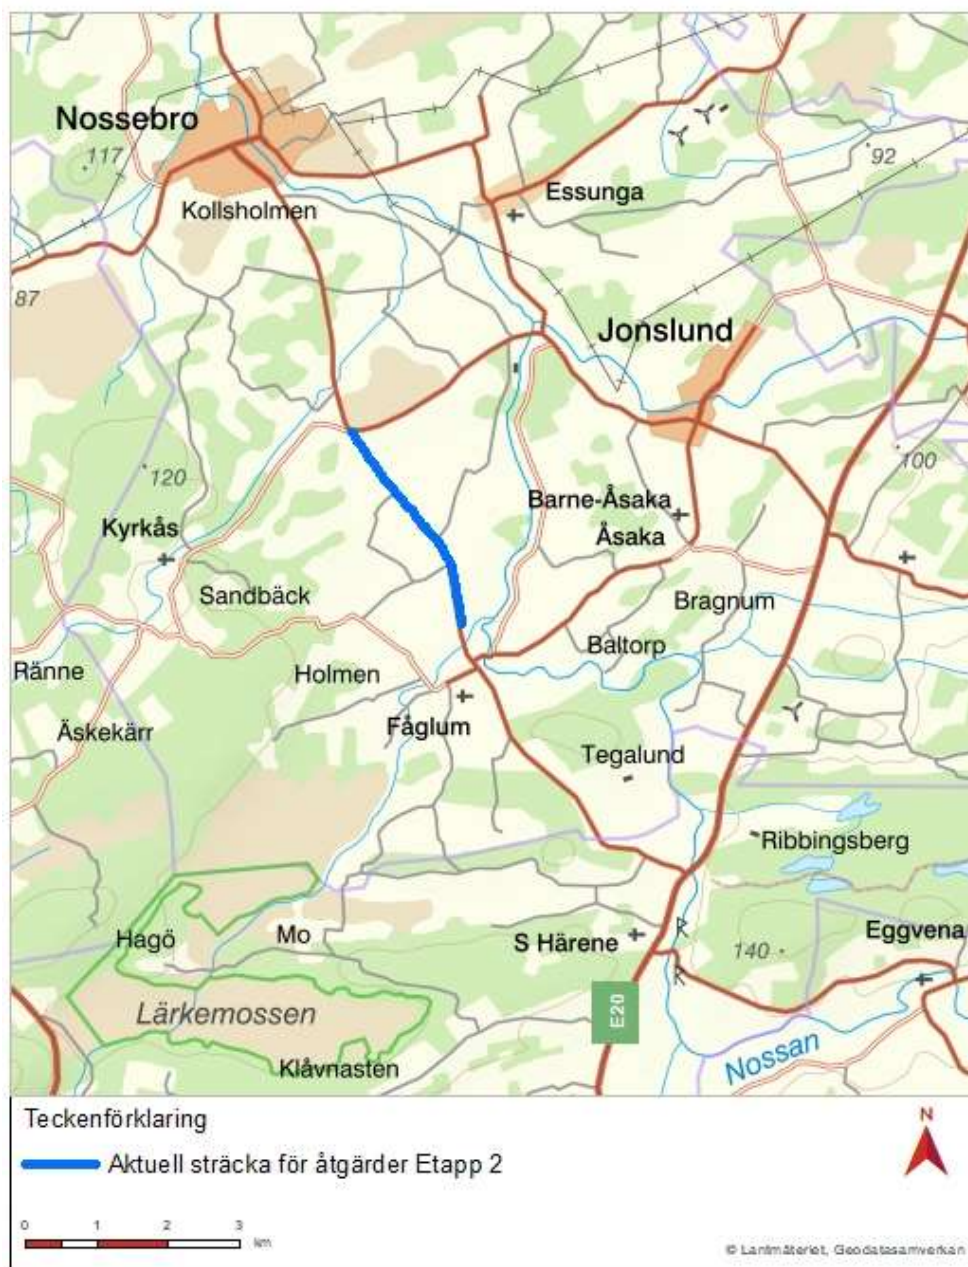 Nossebro
117
92
Essunga
Kollsholmen
87
Jonslund
120
100
Barne-Åsaka
Kyrkås
Åsaka
Sandbäck
Bragnum
Baltorp
Ränne
Holmen
Fåglum
Äskekärr
Tegalund
Ribbingsberg
Hagö
Mo
S Härene
140
Eggvena
Lärkemossen
E20
Nossan
Klåvnasten
Teckenförklaring
N
Aktuell sträcka för åtgärder Etapp 2
0 1 2 3
km
© Lantmäteriet, Geodatasamverkan